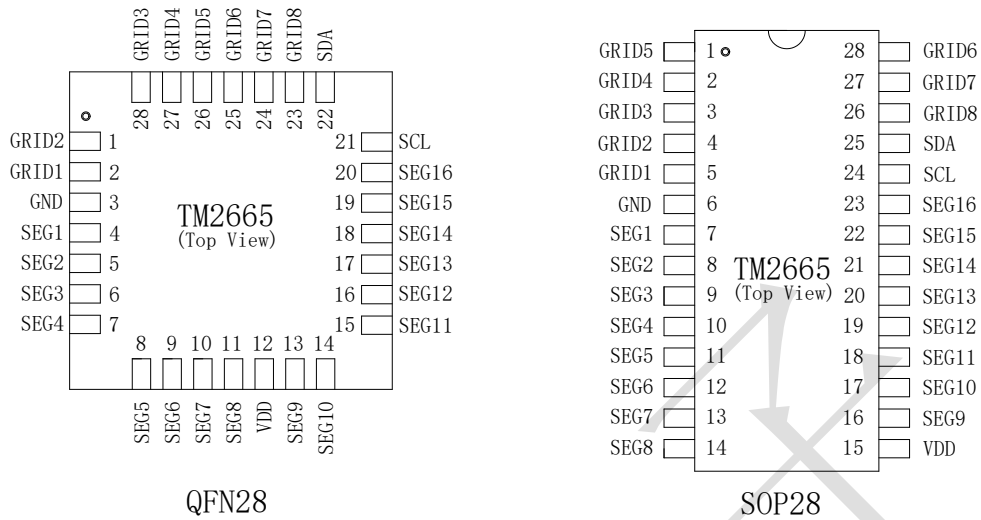 GRID3 GRID4 GRID5 GRID6 GRID7 GRID8 SDA
28 27 26 25 24 23 22
GRID2 1
GRID1 2
GND 3
SEG1 4
SEG2 5
SEG3 6
SEG4 7
21 SCL
20 SEG16
19 SEG15
18 SEG14
17 SEG13
16 SEG12
15 SEG11
TM2665
(Top View)
8 9 10 11 12 13 14
SEG5 SEG6 SEG7 SEG8 VDD SEG9 SEG10
QFN28
GRID5 1 28 GRID6
GRID4 2 27 GRID7
GRID3 3 26 GRID8
GRID2 4 25 SDA
GRID1 5 24 SCL
GND 6 23 SEG16
SEG1 7 22 SEG15
SEG2 8 21 SEG14
SEG3 9 20 SEG13
SEG4 10 19 SEG12
SEG5 11 18 SEG11
SEG6 12 17 SEG10
SEG7 13 16 SEG9
SEG8 14 15 VDD
TM2665
(Top View)
SOP28